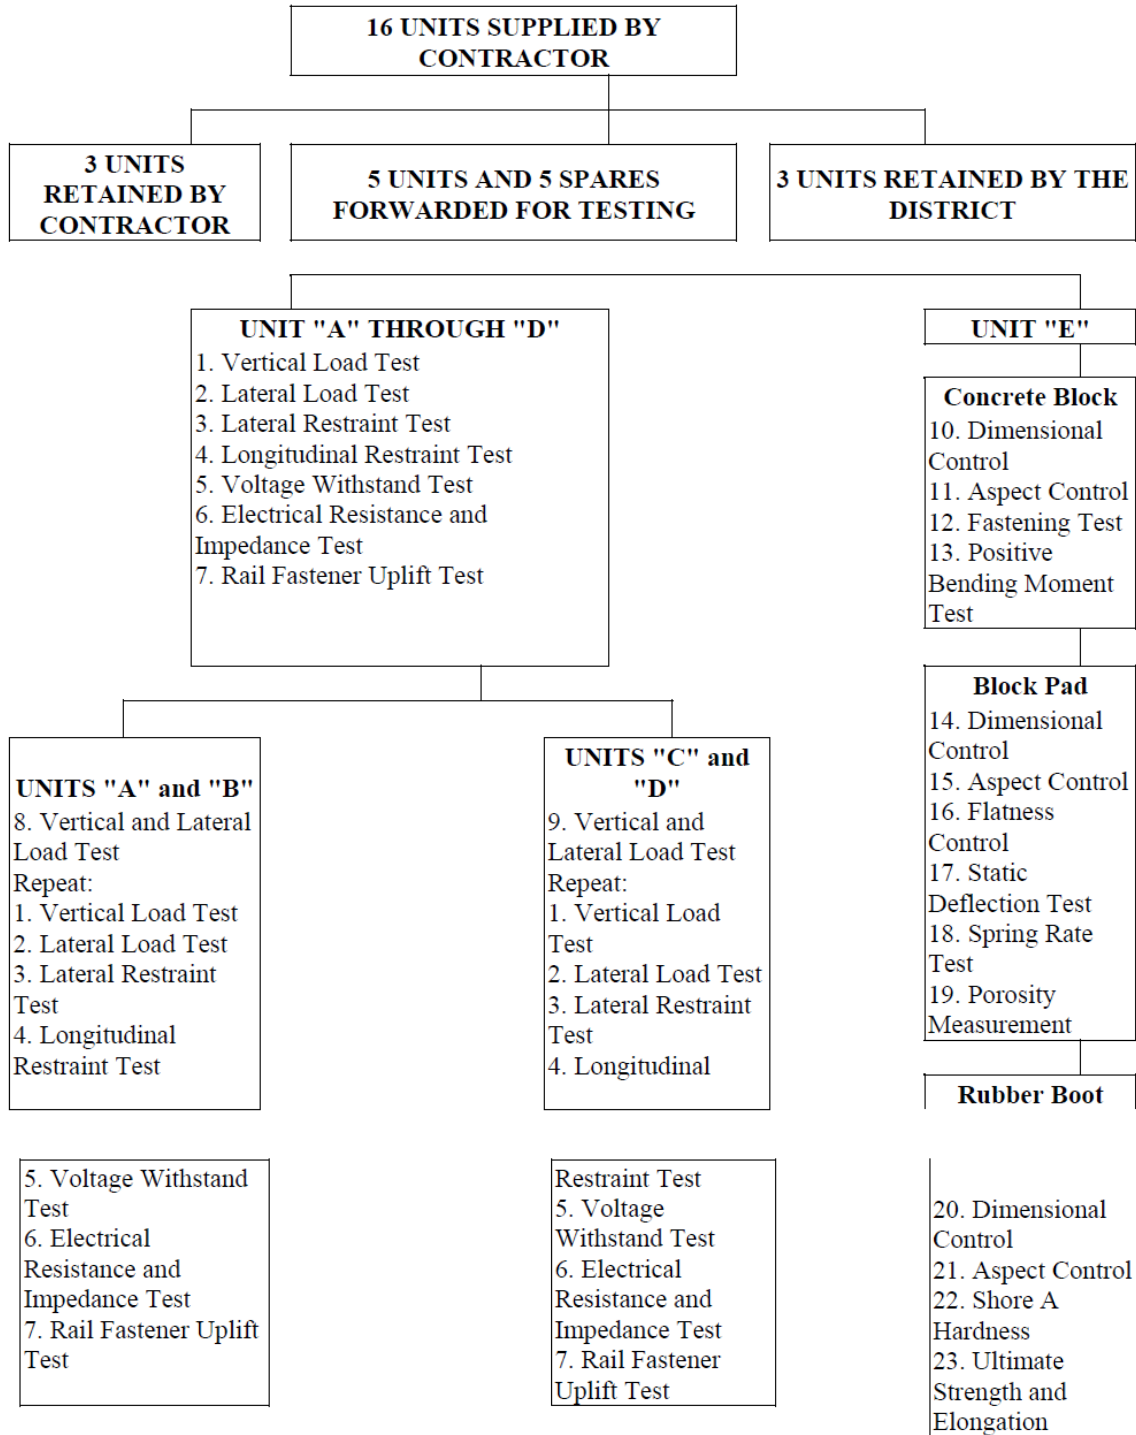 16 UNITS SUPPLIED BY
CONTRACTOR
3 UNITS
RETAINED BY
CONTRACTOR
5 UNITS AND 5 SPARES
FORWARDED FOR TESTING
3 UNITS RETAINED BY THE
DISTRICT
UNIT "A" THROUGH "D"
1. Vertical Load Test
2. Lateral Load Test
3. Lateral Restraint Test
4. Longitudinal Restraint Test
5. Voltage Withstand Test
6. Electrical Resistance and
Impedance Test
7. Rail Fastener Uplift Test
UNIT "E"
Concrete Block
10. Dimensional
Control
11. Aspect Control
12. Fastening Test
13. Positive
Bending Moment
Test
Block Pad
14. Dimensional
Control
15. Aspect Control
16. Flatness
Control
17. Static
Deflection Test
18. Spring Rate
Test
19. Porosity
Measurement
Rubber Boot
UNITS "A" and "B"
8. Vertical and Lateral
Load Test
Repeat:
1. Vertical Load Test
2. Lateral Load Test
3. Lateral Restraint
Test
4. Longitudinal
Restraint Test
UNITS "C" and
"D"
9. Vertical and
Lateral Load Test
Repeat:
1. Vertical Load
Test
2. Lateral Load Test
3. Lateral Restraint
Test
4. Longitudinal
5. Voltage Withstand
Test
6. Electrical
Resistance and
Impedance Test
7. Rail Fastener Uplift
Test
Restraint Test
5. Voltage
Withstand Test
6. Electrical
Resistance and
Impedance Test
7. Rail Fastener
Uplift Test
20. Dimensional
Control
21. Aspect Control
22. Shore A
Hardness
23. Ultimate
Strength and
Elongation